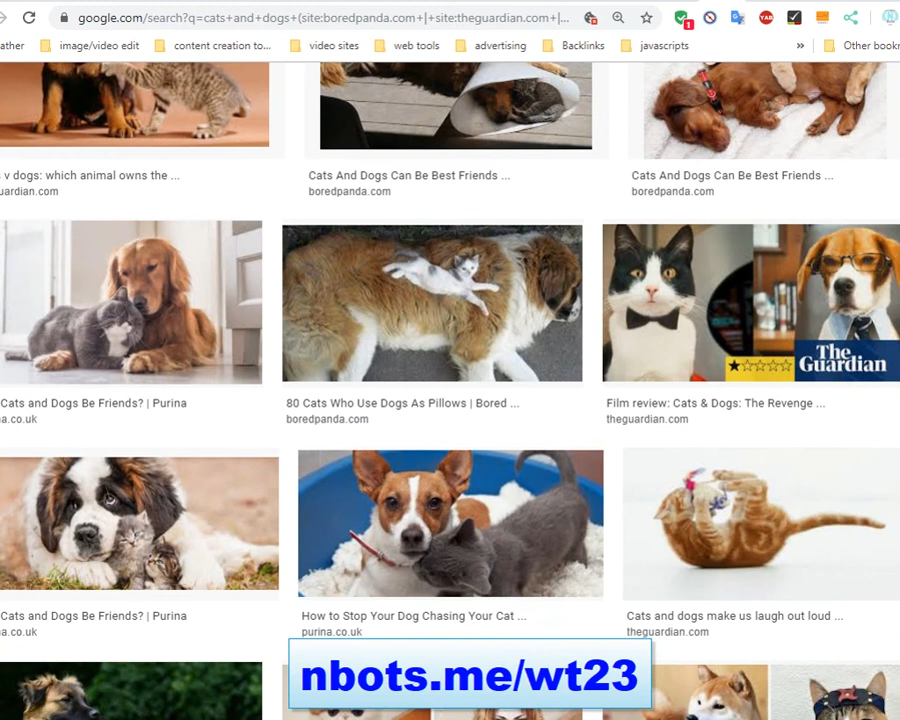 google.com/search?q=cats+and+dogs+(site:boredpanda.com+|+site:theguardian.com+|...
1
YAB
ather image/video edit content creation to... video sites web tools advertising Backlinks javascripts » Other bookr
s v dogs: which animal owns the ... Cats And Dogs Can Be Best Friends ... Cats And Dogs Can Be Best Friends ...
uardian.com boredpanda.com boredpanda.com
The
Guardian
Cats and Dogs Be Friends? | Purina 80 Cats Who Use Dogs As Pillows | Bored ... Film review: Cats & Dogs: The Revenge ...
a.co.uk boredpanda.com theguardian.com
Cats and Dogs Be Friends? | Purina How to Stop Your Dog Chasing Your Cat ... Cats and dogs make us laugh out loud ...
a.co.uk purina.co.uk theguardian.com
nbots.me/wt23